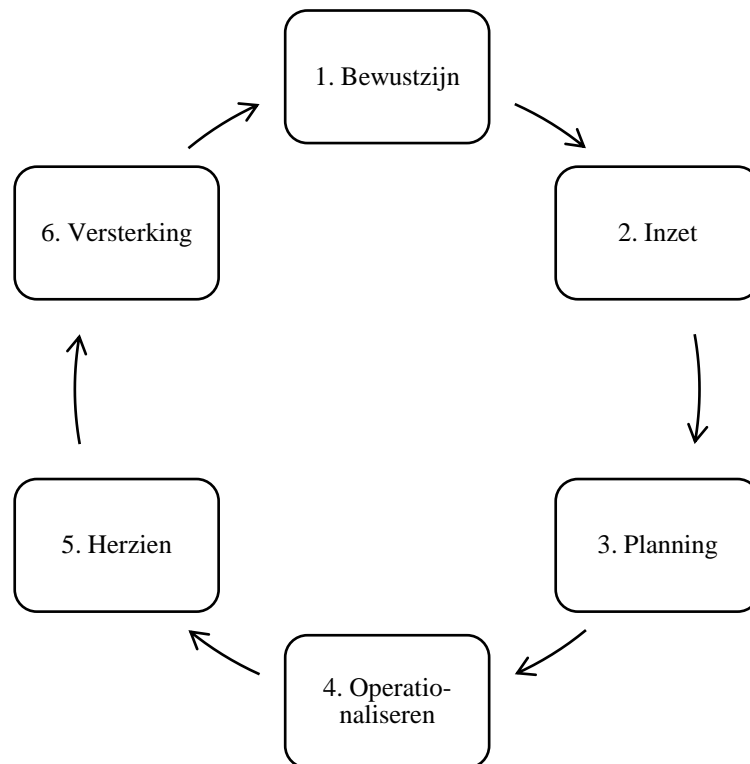 1. Bewustzijn
2. Inzet
3. Planning
4. Operatio-
naliseren
5. Herzien
6. Versterking